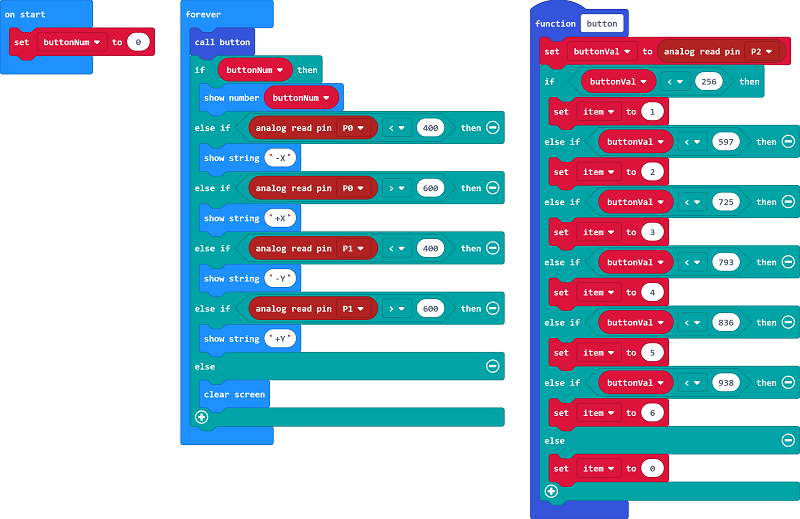 on start
set buttonNum to 0
forever
call button
if buttonNum then
show number buttonNum
else if analog read pin P0 < 400 then
show string "-X"
else if analog read pin P0 > 600 then
show string "+X"
else if analog read pin P1 < 400 then
show string "-Y"
else if analog read pin P1 > 600 then
show string "+Y"
else
clear screen
function button
set buttonVal to analog read pin P2
if buttonVal < 256 then
set item to 1
else if buttonVal < 597 then
set item to 2
else if buttonVal < 725 then
set item to 3
else if buttonVal < 793 then
set item to 4
else if buttonVal < 836 then
set item to 5
else if buttonVal < 938 then
set item to 6
else
set item to 0